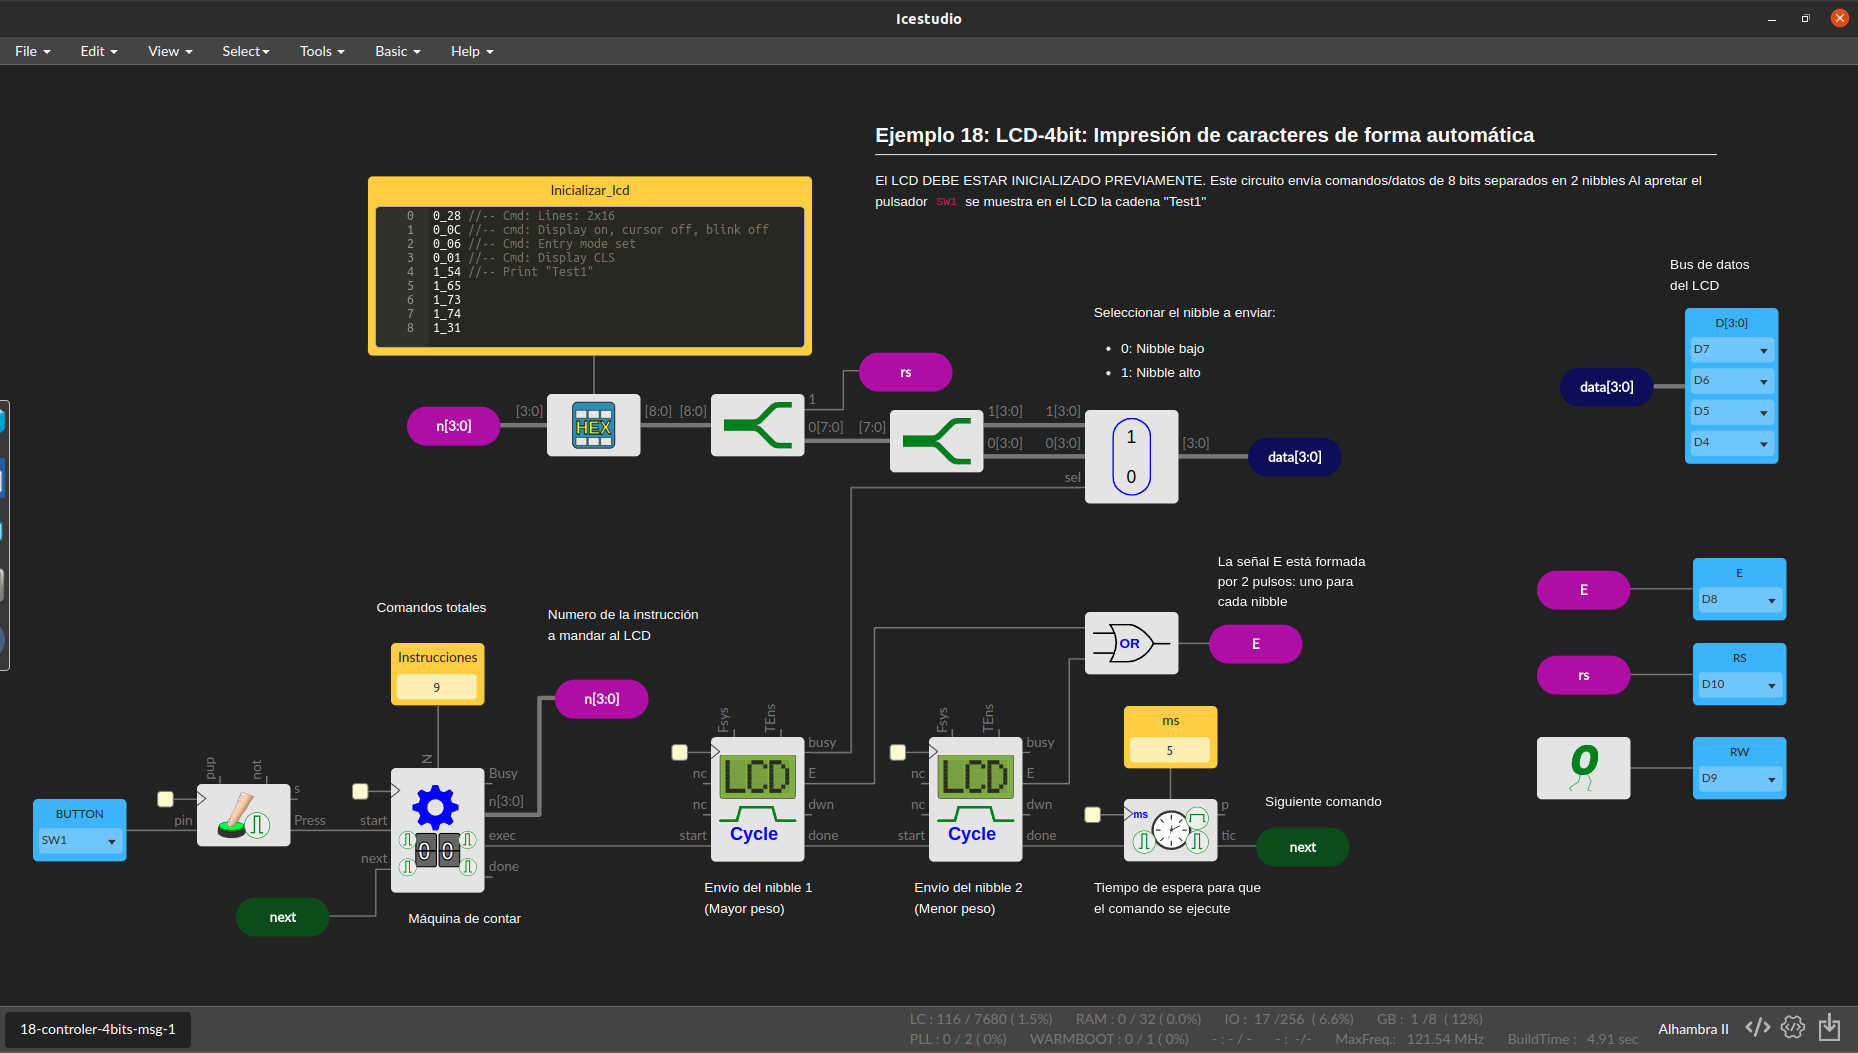 Icestudio
File Edit View Select Tools Basic Help
Ejemplo 18: LCD-4bit: Impresión de caracteres de forma automática
El LCD DEBE ESTAR INICIALIZADO PREVIAMENTE. Este circuito envía comandos/datos de 8 bits separados en 2 nibbles Al apretar el
pulsador SW1 se muestra en el LCD la cadena "Test1"
Inicializar_lcd
0 0_28 //-- Cmd: Lines: 2x16
1 0_0C //-- cmd: Display on, cursor off, blink off
2 0_06 //-- Cmd: Entry mode set
3 0_01 //-- Cmd: Display CLS
4 1_54 //-- Print "Test1"
5 1_65
6 1_73
7 1_74
8 1_31
Bus de datos
del LCD
D[3:0]
D7
D6
D5
D4
data[3:0]
Seleccionar el nibble a enviar:
• 0: Nibble bajo
• 1: Nibble alto
rs
n[3:0]
[3:0]
HEX
[8:0] [8:0]
1
0[7:0] [7:0]
1[3:0] 1[3:0]
0[3:0] 0[3:0]
sel
1
0
[3:0]
data[3:0]
La señal E está formada
por 2 pulsos: uno para
cada nibble
OR
E
E
E
D8
rs
RS
D10
0
RW
D9
Comandos totales
Instrucciones
9
Numero de la instrucción
a mandar al LCD
n[3:0]
BUTTON
SW1
pup
not
pin
s
Press
N
start
next
00
Busy
n[3:0]
exec
done
next
Máquina de contar
Fsys
TEns
nc
nc
start
LCD
Cycle
busy
E
dwn
done
Envío del nibble 1
(Mayor peso)
Fsys
TEns
nc
nc
start
LCD
Cycle
busy
E
dwn
done
Envío del nibble 2
(Menor peso)
ms
5
ms
p
tic
Siguiente comando
next
Tiempo de espera para que
el comando se ejecute
18-controler-4bits-msg-1
LC : 116 / 7680 ( 1.5%) RAM : 0 / 32 ( 0.0%) IO : 17 /256 ( 6.6%) GB : 1 /8 ( 12%)
PLL : 0 / 2 ( 0%) WARMBOOT : 0 / 1 ( 0%) - : - / - - : -/- MaxFreq.: 121.54 MHz BuildTime : 4.91 sec
Alhambra II